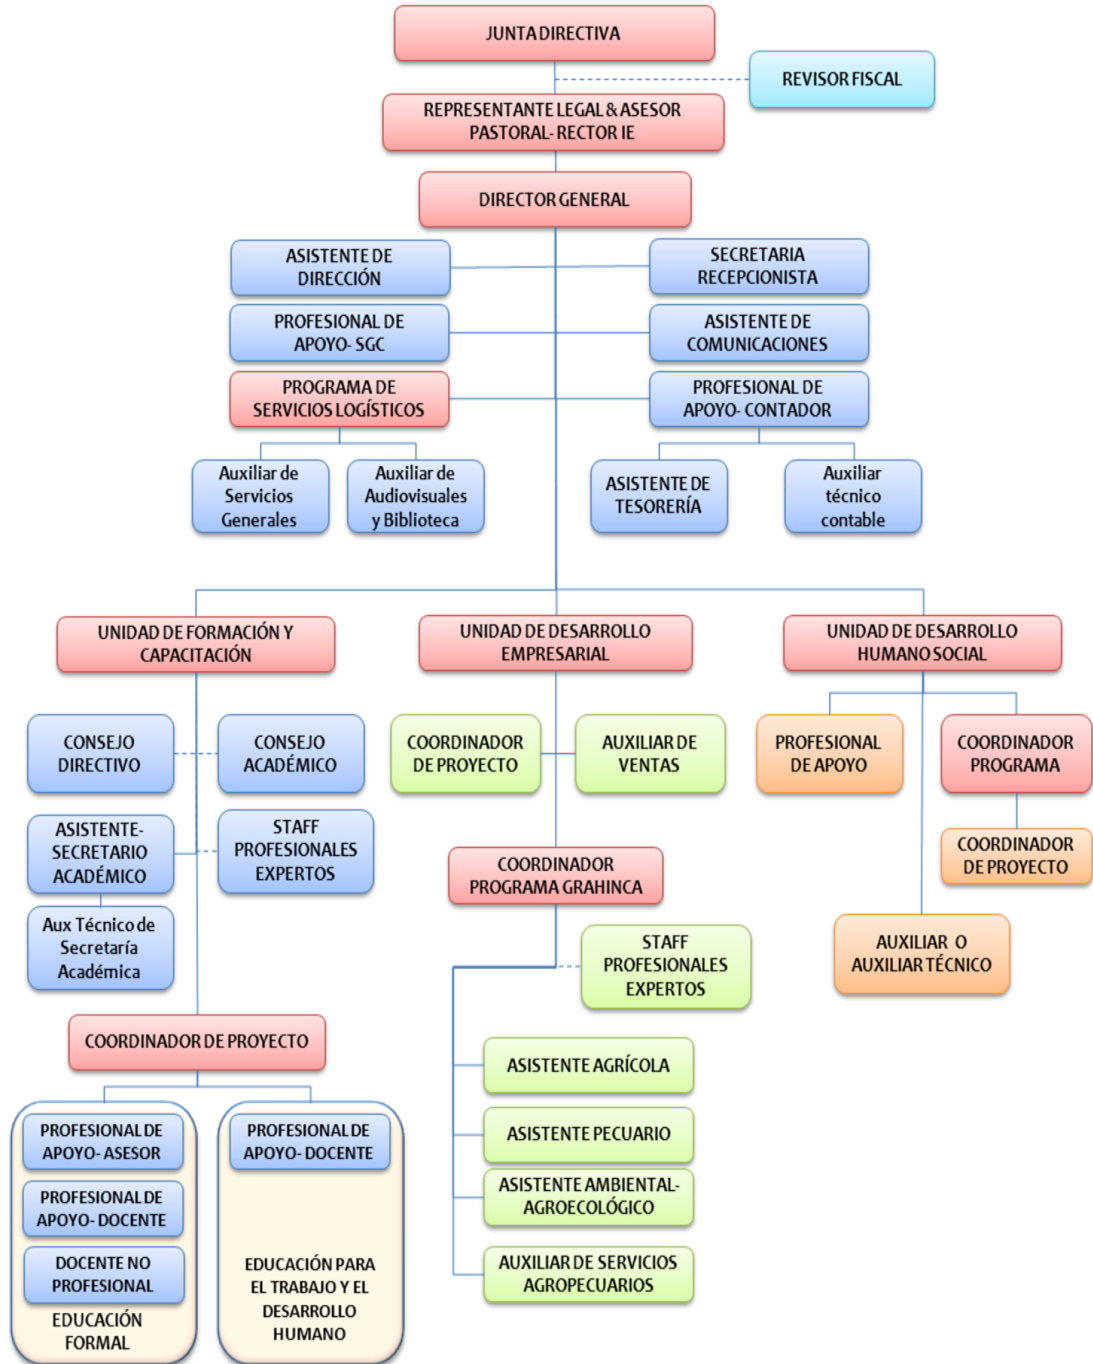 JUNTA DIRECTIVA
REVISOR FISCAL
REPRESENTANTE LEGAL & ASESOR
PASTORAL- RECTOR IE
DIRECTOR GENERAL
ASISTENTE DE
DIRECCIÓN
SECRETARIA
RECEPCIONISTA
PROFESIONAL DE
APOYO- SGC
ASISTENTE DE
COMUNICACIONES
PROGRAMA DE
SERVICIOS LOGÍSTICOS
PROFESIONAL DE
APOYO- CONTADOR
Auxiliar de
Servicios
Generales
Auxiliar de
Audiovisuales
y Biblioteca
ASISTENTE DE
TESORERÍA
Auxiliar
técnico
contable
UNIDAD DE FORMACIÓN Y
CAPACITACIÓN
UNIDAD DE DESARROLLO
EMPRESARIAL
UNIDAD DE DESARROLLO
HUMANO SOCIAL
CONSEJO
DIRECTIVO
CONSEJO
ACADÉMICO
COORDINADOR
DE PROYECTO
AUXILIAR DE
VENTAS
PROFESIONAL
DE APOYO
COORDINADOR
PROGRAMA
ASISTENTE-
SECRETARIO
ACADÉMICO
STAFF
PROFESIONALES
EXPERTOS
COORDINADOR
PROGRAMA GRAHINCA
COORDINADOR
DE PROYECTO
Aux Técnico de
Secretaría
Académica
STAFF
PROFESIONALES
EXPERTOS
AUXILIAR O
AUXILIAR TÉCNICO
COORDINADOR DE PROYECTO
ASISTENTE AGRÍCOLA
PROFESIONAL DE
APOYO- ASESOR
PROFESIONAL DE
APOYO- DOCENTE
ASISTENTE PECUARIO
PROFESIONAL DE
APOYO- DOCENTE
ASISTENTE AMBIENTAL-
AGROECOLÓGICO
DOCENTE NO
PROFESIONAL
EDUCACIÓN
FORMAL
EDUCACIÓN PARA
EL TRABAJO Y EL
DESARROLLO
HUMANO
AUXILIAR DE SERVICIOS
AGROPECUARIOS